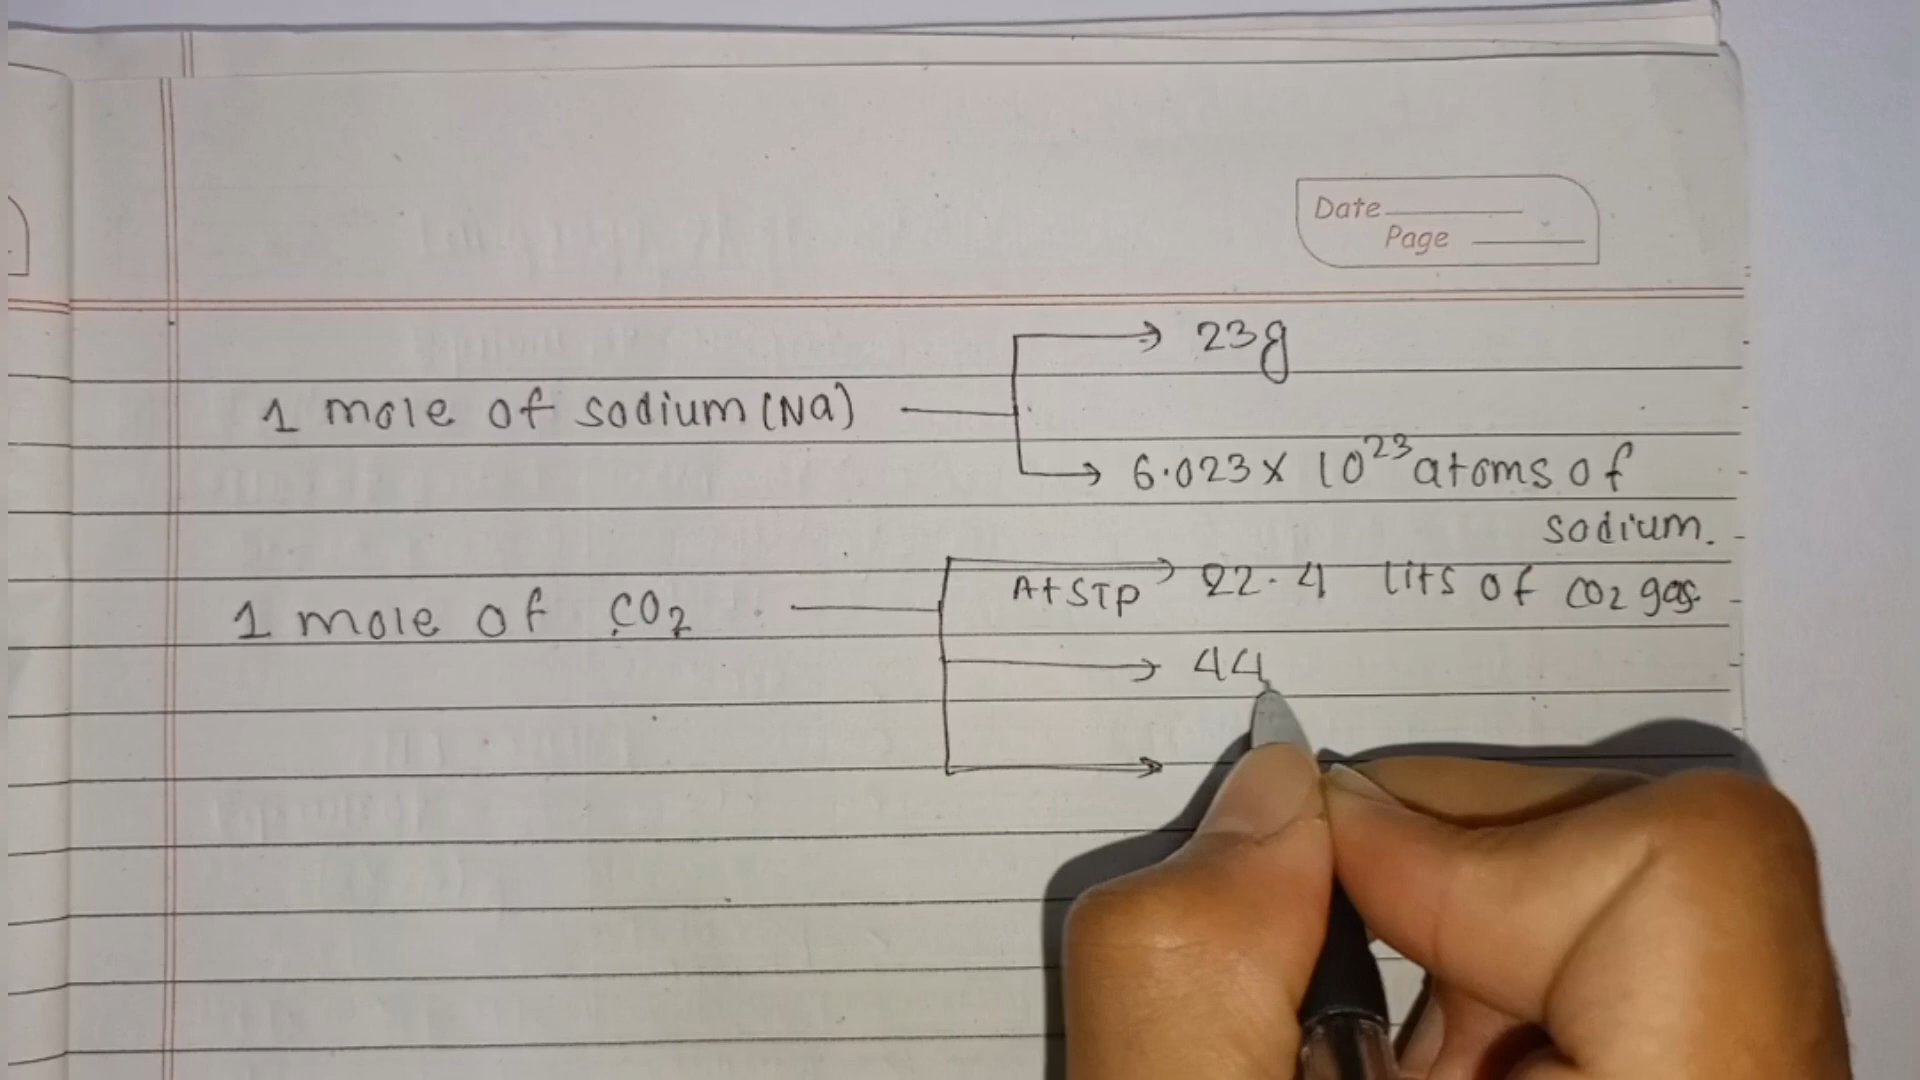 Date
Page
23g
1 mole of sodium (Na)
6.023 x 10²³ atoms of
sodium.
At STP 22.4 lits of CO2 gas.
1 mole of CO2
44